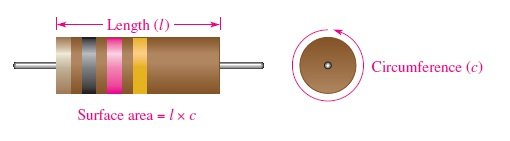 Length (l)
Circumference (c)
Surface area = l × c